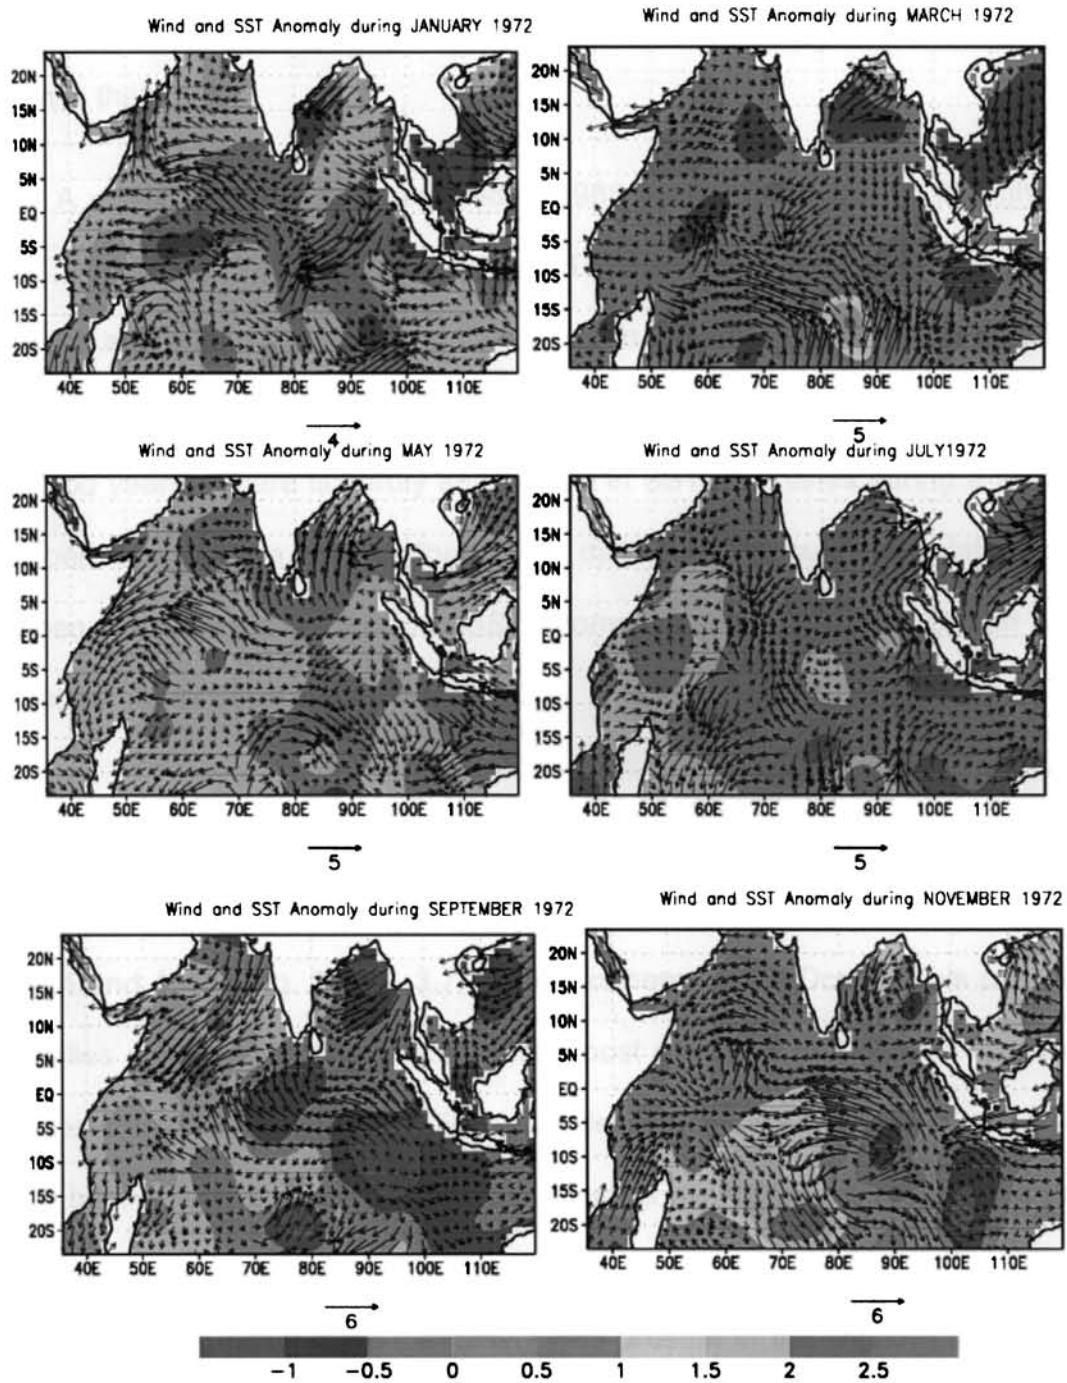 Wind and SST Anomaly during JANUARY 1972
Wind and SST Anomaly during MARCH 1972
20N
15N
10N
5N
EQ
5S
10S
15S
20S
40E 50E 60E 70E 80E 90E 100E 110E
4
20N
15N
10N
5N
EQ
5S
10S
15S
20S
40E 50E 60E 70E 80E 90E 100E 110E
5
Wind and SST Anomaly during MAY 1972
Wind and SST Anomaly during JULY1972
20N
15N
10N
5N
EQ
5S
10S
15S
20S
40E 50E 60E 70E 80E 90E 100E 110E
5
20N
15N
10N
5N
EQ
5S
10S
15S
20S
40E 50E 60E 70E 80E 90E 100E 110E
5
Wind and SST Anomaly during SEPTEMBER 1972
Wind and SST Anomaly during NOVEMBER 1972
20N
15N
10N
5N
EQ
5S
10S
15S
20S
40E 50E 60E 70E 80E 90E 100E 110E
6
20N
15N
10N
5N
EQ
5S
10S
15S
20S
40E 50E 60E 70E 80E 90E 100E 110E
6
-1 -0.5 0 0.5 1 1.5 2 2.5